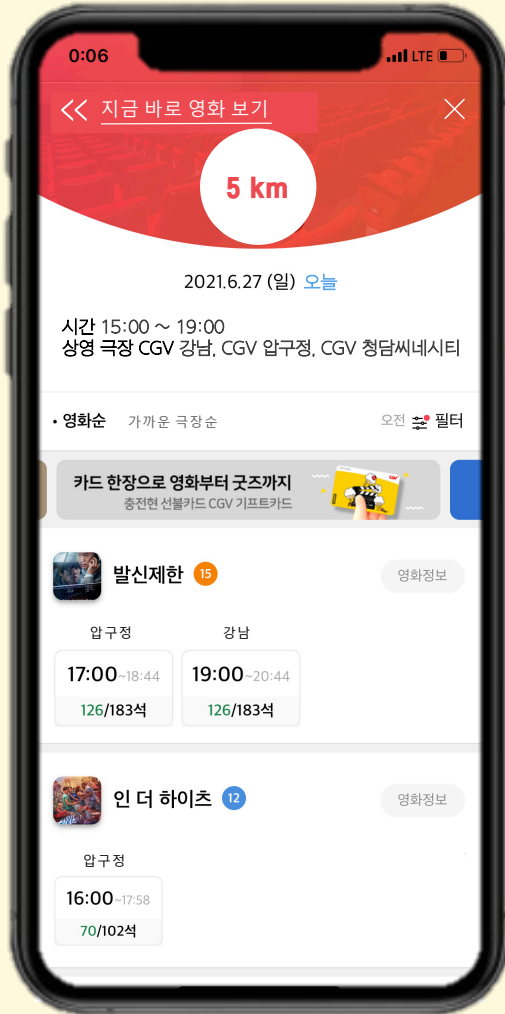 0:06 LTE
지금 바로 영화 보기
5 km
2021.6.27 (일) 오늘
시간 15:00 ~ 19:00
상영 극장 CGV 강남, CGV 압구정, CGV 청담씨네시티
• 영화순 가까운 극장순 오전 필터
카드 한장으로 영화부터 굿즈까지
충전현 선불카드 CGV 기프트카드
발신제한 15 영화정보
압구정 강남
17:00~18:44 19:00~20:44
126/183석 126/183석
인 더 하이츠 12 영화정보
압구정
16:00~17:58
70/102석